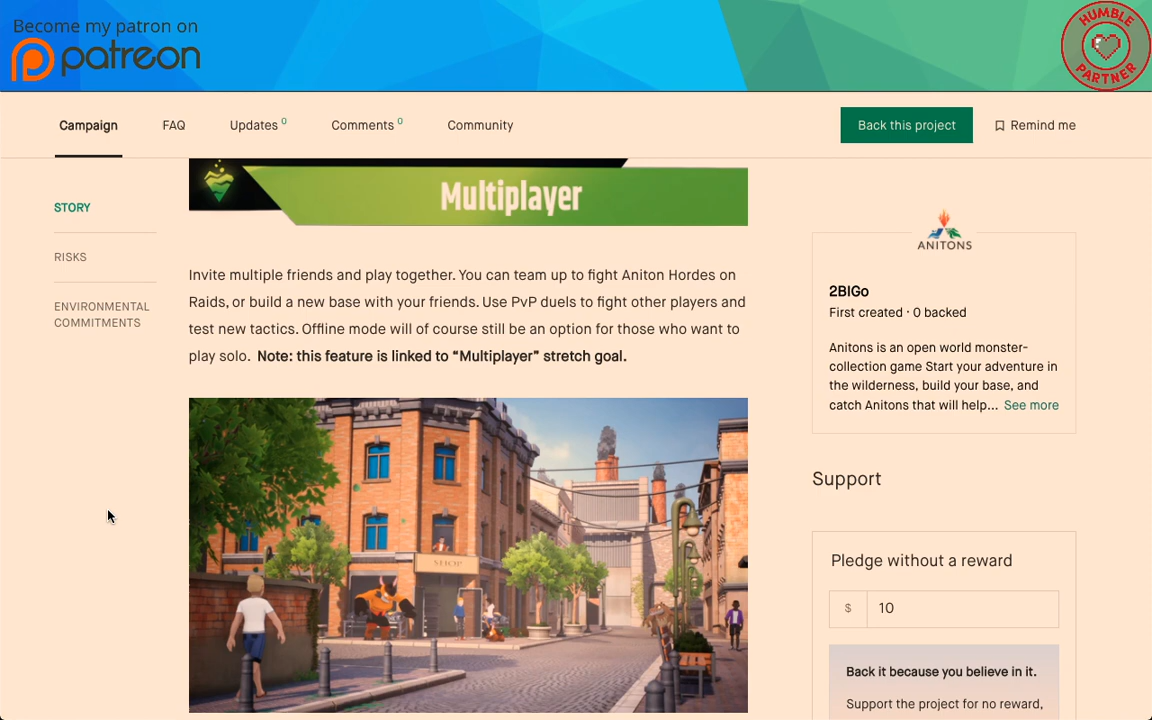 Become my patron on
patreon
HUMBLE
PARTNER
Campaign
FAQ
Updates 0
Comments 0
Community
Back this project
Remind me
STORY
RISKS
ENVIRONMENTAL
COMMITMENTS
Multiplayer
Invite multiple friends and play together. You can team up to fight Aniton Hordes on
Raids, or build a new base with your friends. Use PvP duels to fight other players and
test new tactics. Offline mode will of course still be an option for those who want to
play solo. Note: this feature is linked to “Multiplayer” stretch goal.
SHOP
ANITONS
2BIGo
First created · 0 backed
Anitons is an open world monster-
collection game Start your adventure in
the wilderness, build your base, and
catch Anitons that will help... See more
Support
Pledge without a reward
$ 10
Back it because you believe in it.
Support the project for no reward,